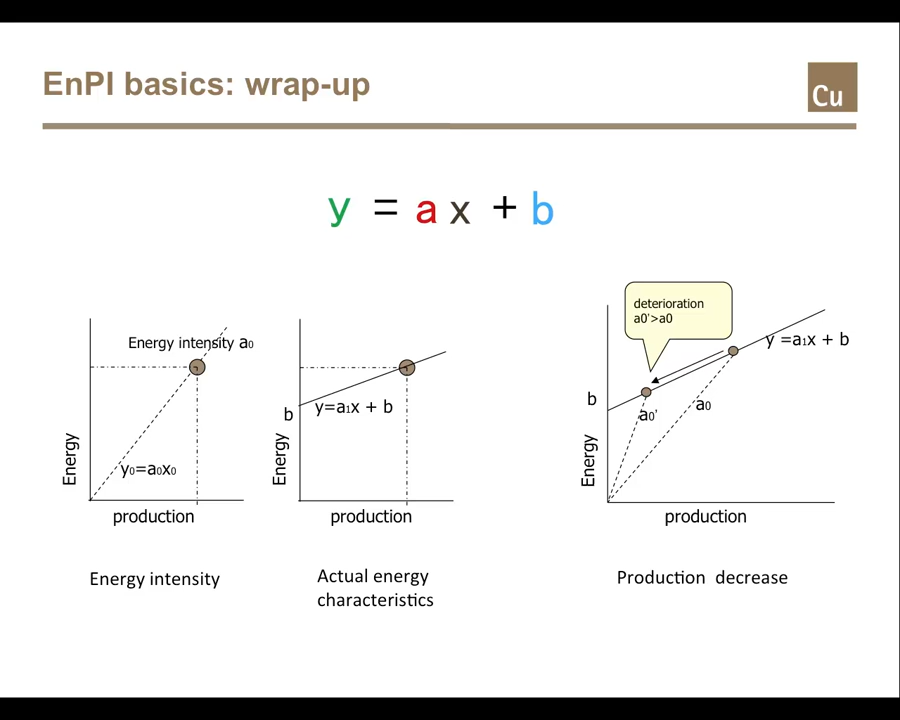 EnPI basics: wrap-up
Cu
y = a x + b
Energy intensity a0
y0=a0x0
Energy
production
Energy intensity
b
y=a1x + b
Energy
production
Actual energy
characteristics
deterioration
a0'>a0
y =a1x + b
b
a0'
a0
Energy
production
Production decrease